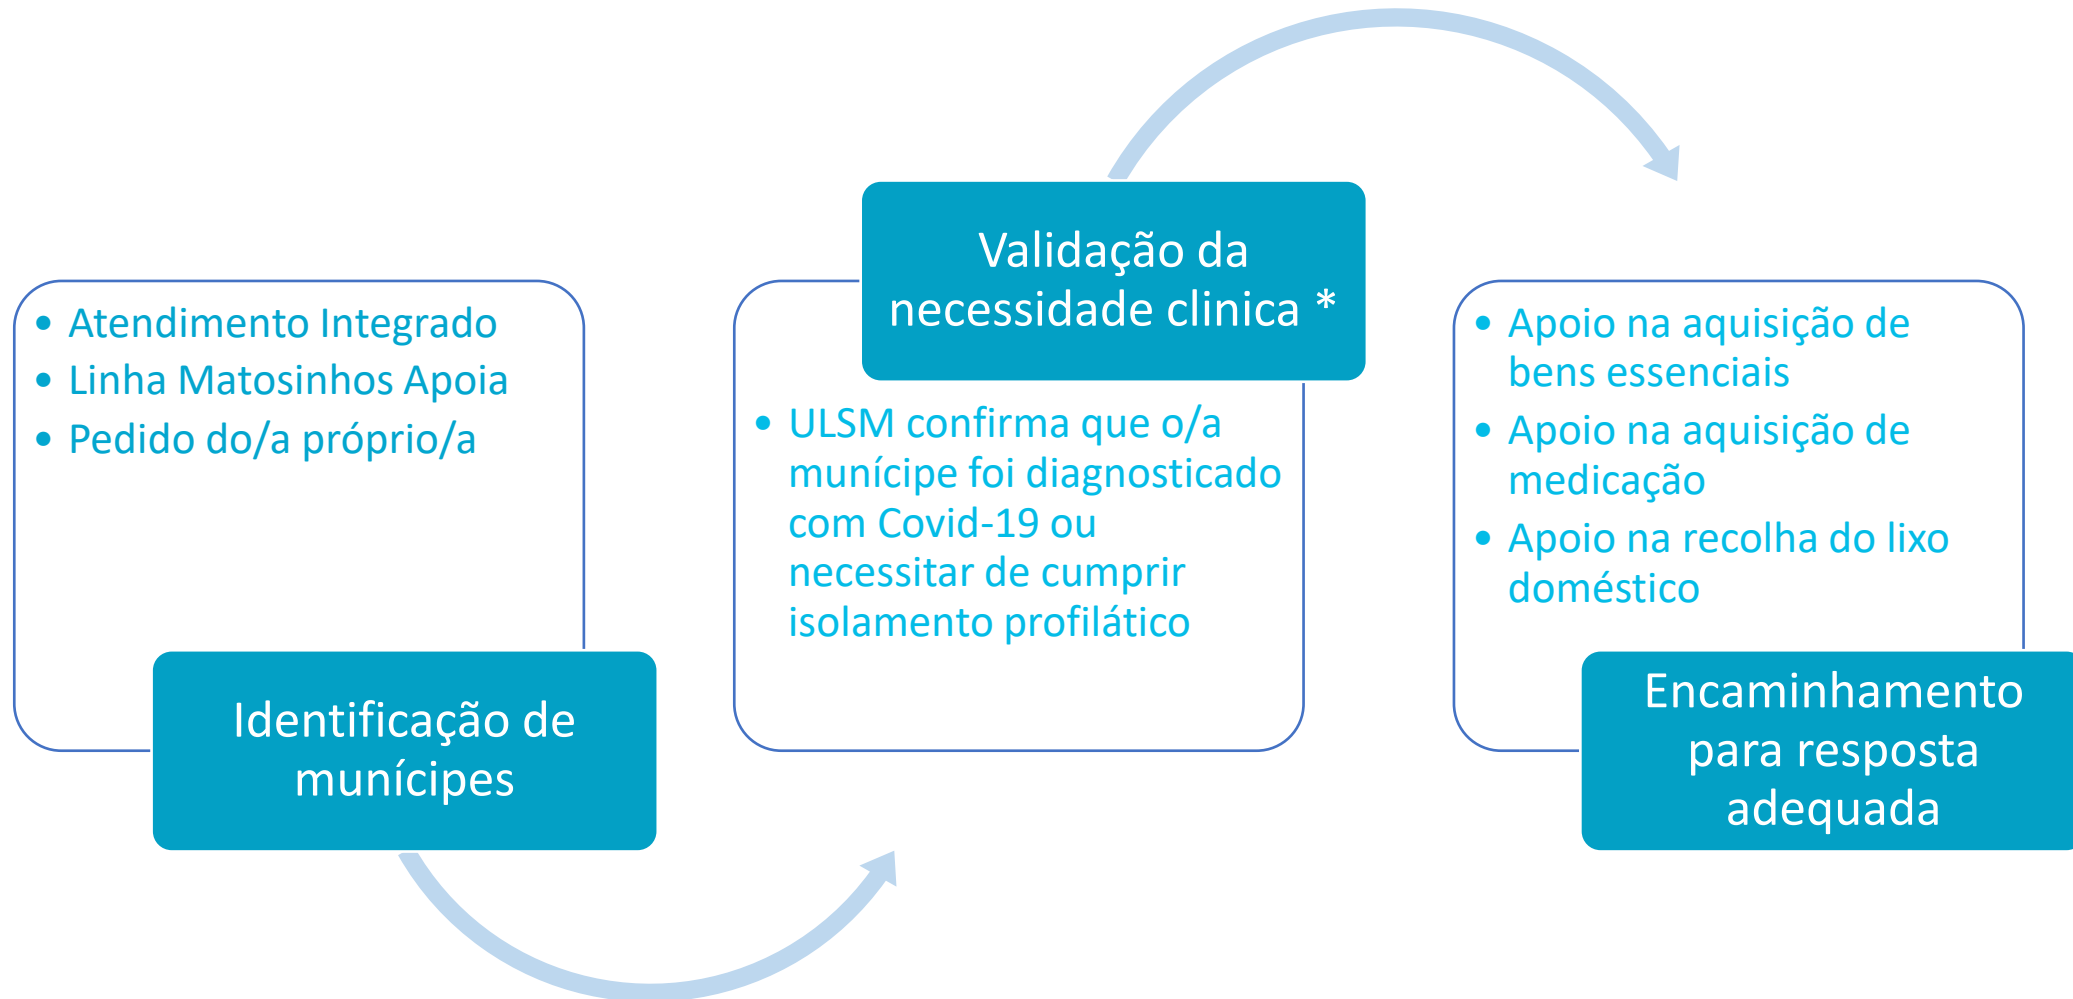 • Atendimento Integrado
• Linha Matosinhos Apoia
• Pedido do/a próprio/a
Identificação de
munícipes
Validação da
necessidade clinica *
• ULSM confirma que o/a
munícipe foi diagnosticado
com Covid-19 ou
necessitar de cumprir
isolamento profilático
• Apoio na aquisição de
bens essenciais
• Apoio na aquisição de
medicação
• Apoio na recolha do lixo
doméstico
Encaminhamento
para resposta
adequada